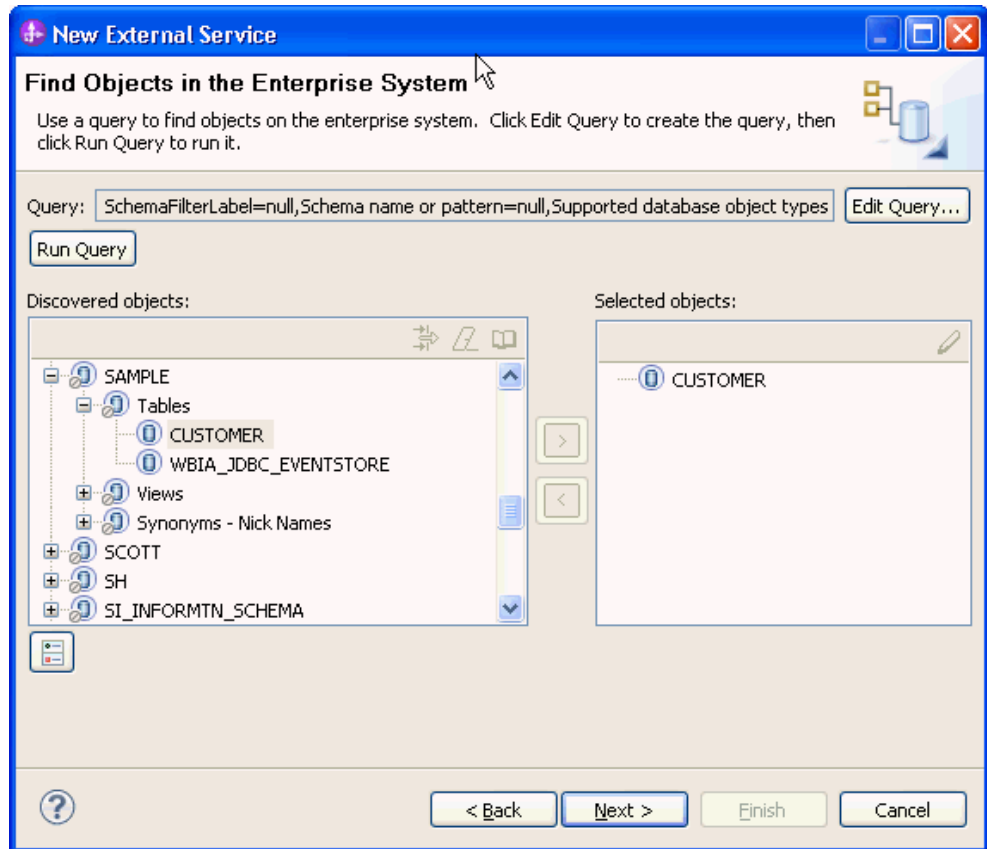 New External Service
Find Objects in the Enterprise System
Use a query to find objects on the enterprise system. Click Edit Query to create the query, then
click Run Query to run it.
Query: SchemaFilterLabel=null,Schema name or pattern=null,Supported database object types Edit Query...
Run Query
Discovered objects:
SAMPLE
Tables
CUSTOMER
WBIA_JDBC_EVENTSTORE
Views
Synonyms - Nick Names
SCOTT
SH
SI_INFORMTN_SCHEMA
Selected objects:
CUSTOMER
< Back Next > Finish Cancel